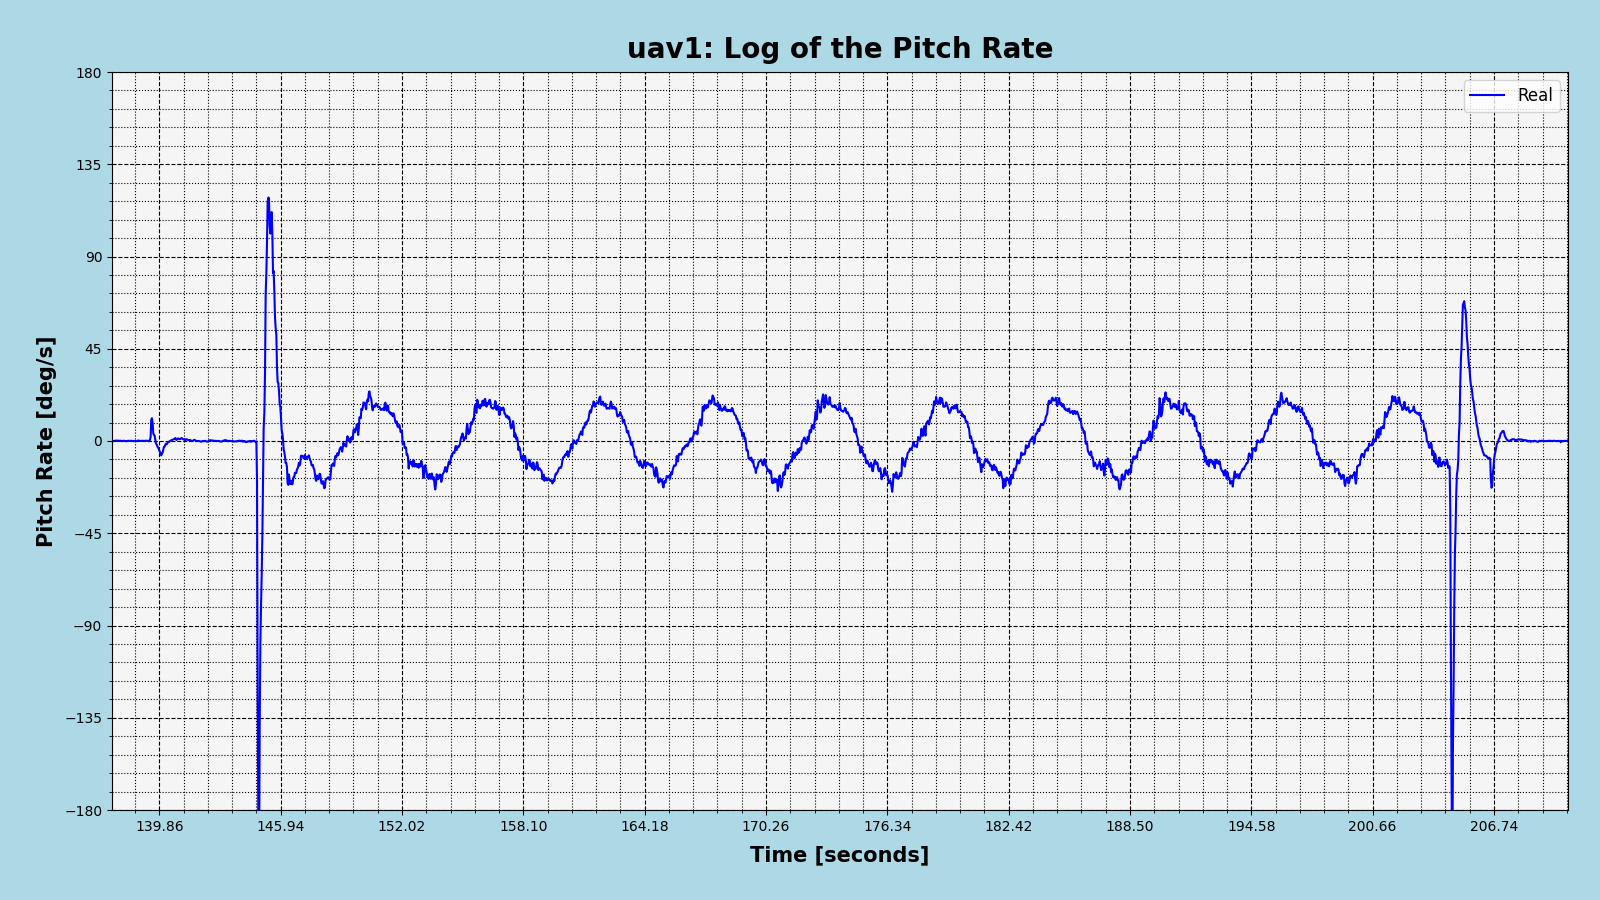 uav1: Log of the Pitch Rate
Real
Pitch Rate [deg/s]
180
135
90
45
0
−45
−90
−135
−180
139.86 145.94 152.02 158.10 164.18 170.26 176.34 182.42 188.50 194.58 200.66 206.74
Time [seconds]